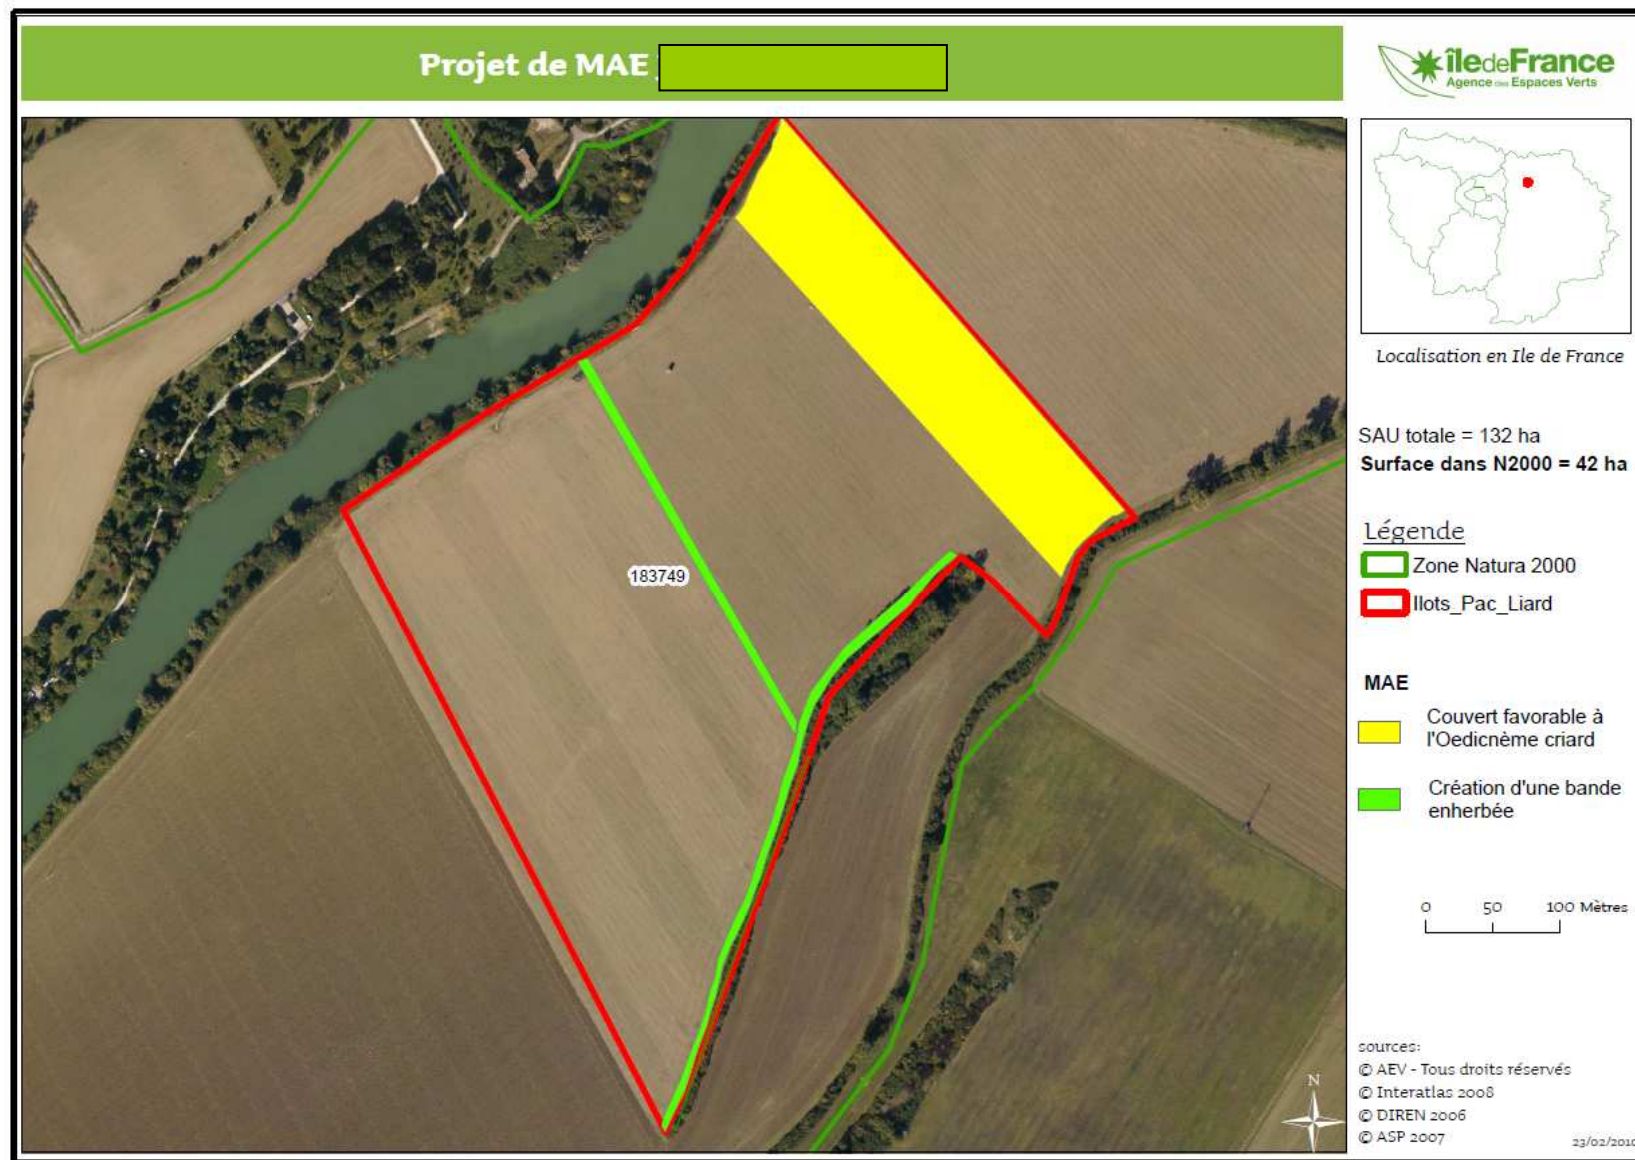 Projet de MAE
îledeFrance
Agence des Espaces Verts
Localisation en Ile de France
SAU totale = 132 ha
Surface dans N2000 = 42 ha
Légende
Zone Natura 2000
Ilots_Pac_Liard
MAE
Couvert favorable à
l'Oedicnème criard
Création d'une bande
enherbée
183749
0 50 100 Mètres
N
sources:
© AEV - Tous droits réservés
© Interatlas 2008
© DIREN 2006
© ASP 2007
23/02/2010